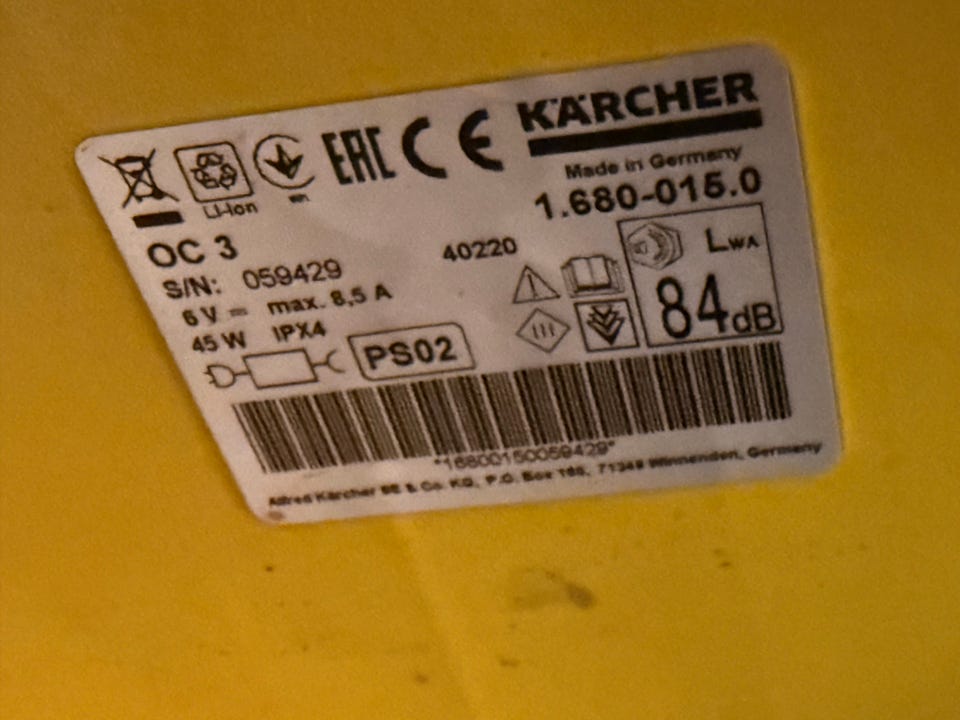 EAC CE KÄRCHER
Li-Ion
Made in Germany
1.680-015.0
OC 3
S/N: 059429 40220
6 V max. 8,5 A
45 W IPX4
PS02
LWA
84dB
*16800150059429*
Alfred Kärcher SE & Co. KG, P.O. Box 160, 71349 Winnenden, Germany